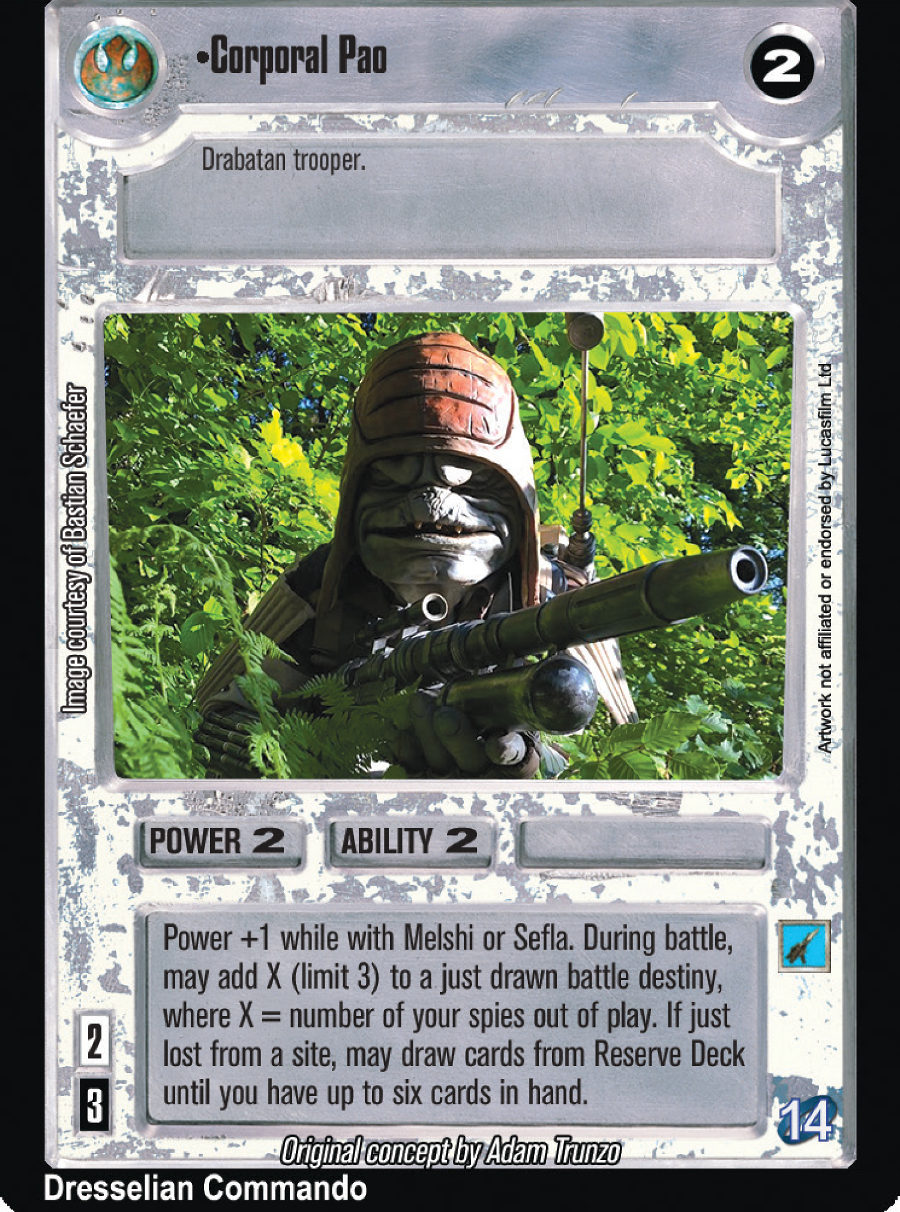 •Corporal Pao
2
Drabatan trooper.
Image courtesy of Bastian Schaefer
Artwork not affiliated or endorsed by Lucasfilm Ltd
POWER 2
ABILITY 2
Power +1 while with Melshi or Sefla. During battle,
may add X (limit 3) to a just drawn battle destiny,
where X = number of your spies out of play. If just
lost from a site, may draw cards from Reserve Deck
until you have up to six cards in hand.
2
3
14
Original concept by Adam Trunzo
Dresselian Commando